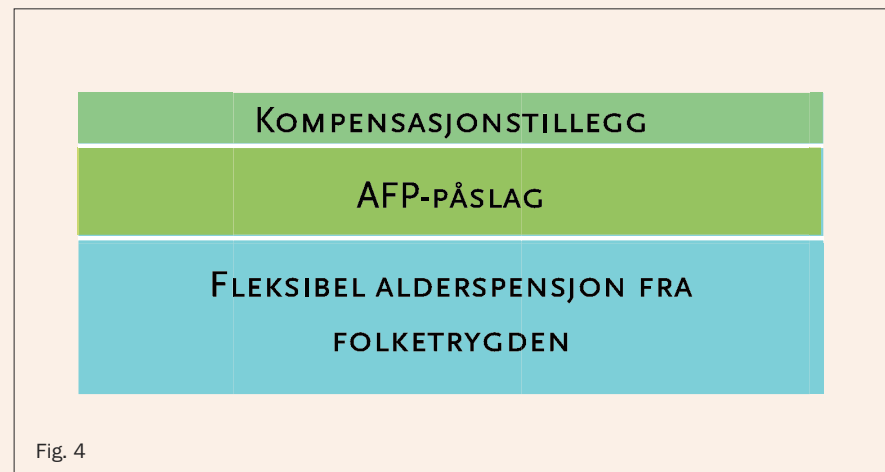 Kompensasjonstillegg
AFP-påslag
Fleksibel alderspensjon fra
folketrygden
Fig. 4